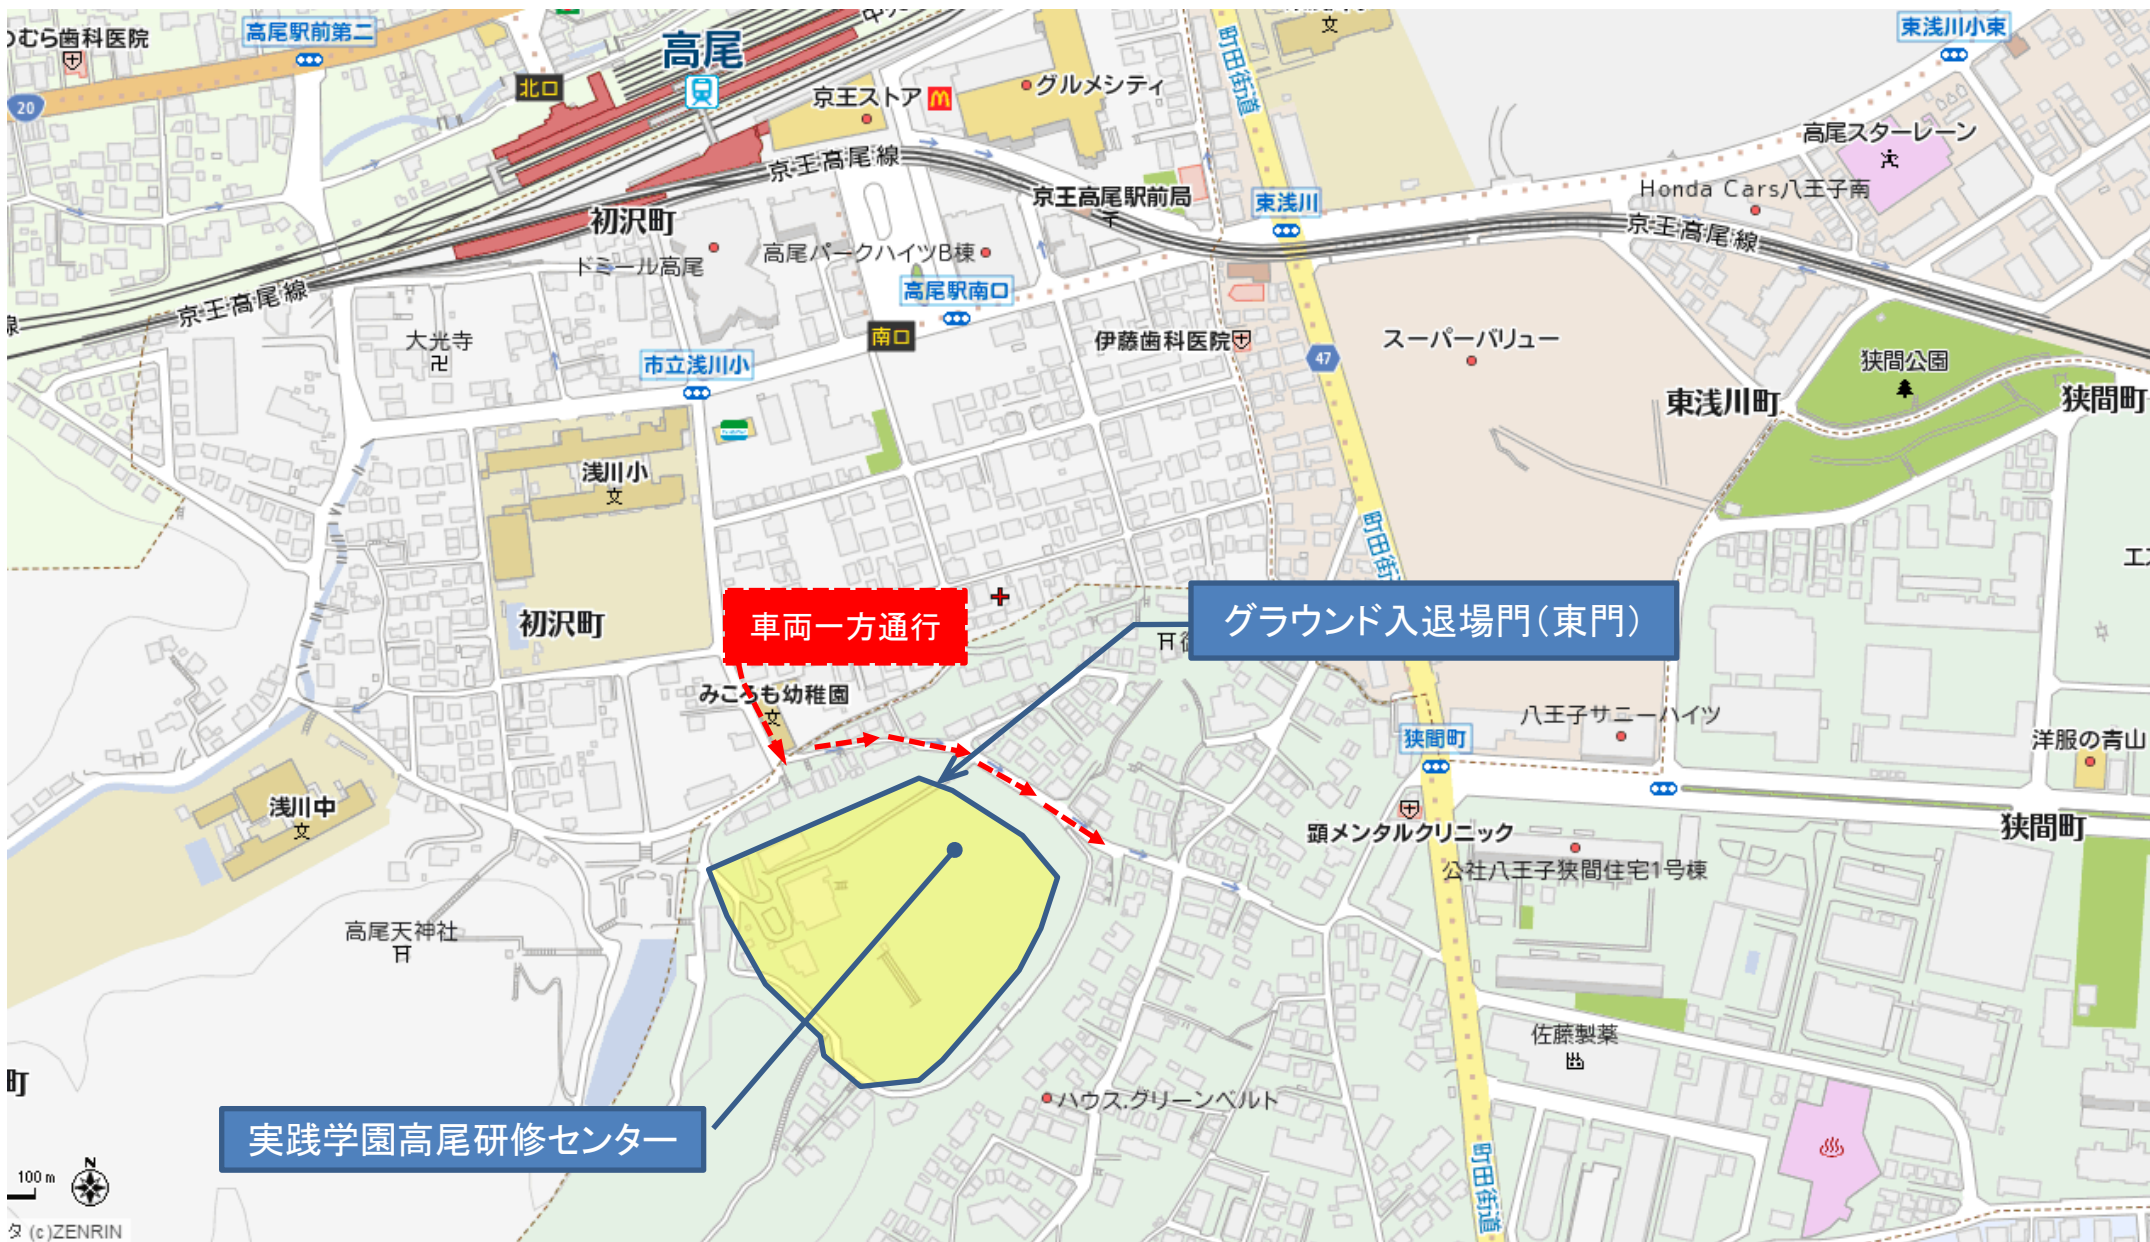 高尾駅前第二
高尾
東浅川小東
むら歯科医院
北口
20
京王ストア
グルメシティ
町田街道
高尾スターレーン
京王高尾線
Honda Cars八王子南
京王高尾駅前局
東浅川
初沢町
ドミール高尾
高尾パークハイツB棟
高尾駅南口
京王高尾線
京王高尾線
線
大光寺
南口
伊藤歯科医院
47
スーパーバリュー
狭間公園
市立浅川小
東浅川町
狭間町
浅川小
文
町田街道
初沢町
車両一方通行
グラウンド入退場門(東門)
みころも幼稚園
文
八王子サニーハイツ
狭間町
洋服の青山
浅川中
文
顕メンタルクリニック
狭間町
公社八王子狭間住宅1号棟
高尾天神社
佐藤製薬
町
ハウス.グリーンベルト
実践学園高尾研修センター
町田街道
100 m
N
タ (c)ZENRIN